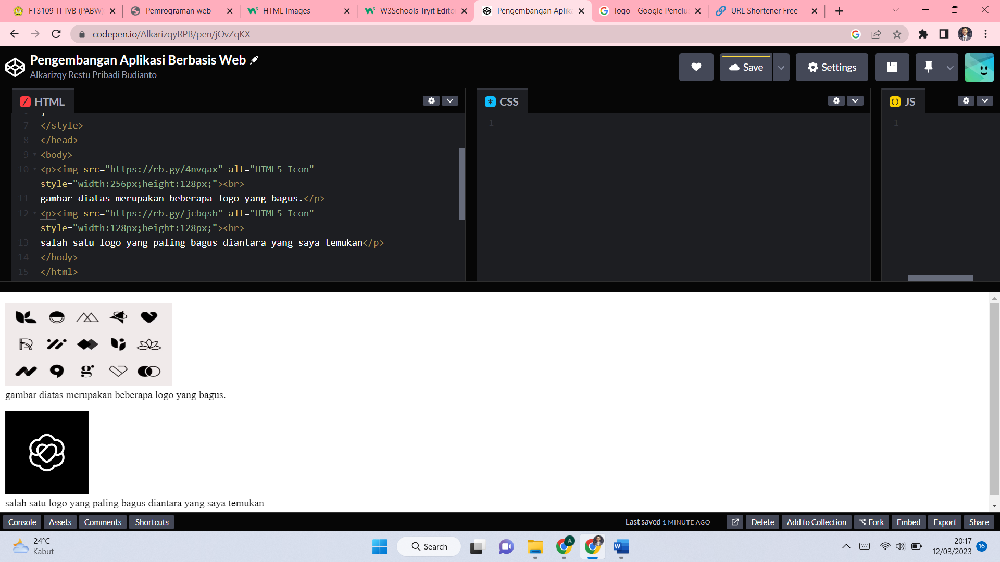 FT3109 TI-IVB (PABW)
Pemrograman web
HTML Images
W3Schools Tryit Edito
Pengembangan Aplika
logo - Google Penelu
URL Shortener Free
codepen.io/AlkarizqyRPB/pen/jOvZqKX
Pengembangan Aplikasi Berbasis Web
Alkarizqy Restu Pribadi Budianto
Save
Settings
HTML
CSS
JS
}
7 </style>
8 </head>
9 <body>
10 <p><img src="https://rb.gy/4nvqax" alt="HTML5 Icon"
style="width:256px;height:128px;"><br>
11 gambar diatas merupakan beberapa logo yang bagus.</p>
12 <p><img src="https://rb.gy/jcbqsb" alt="HTML5 Icon"
style="width:128px;height:128px;"><br>
13 salah satu logo yang paling bagus diantara yang saya temukan</p>
14 </body>
15 </html>
1
1
gambar diatas merupakan beberapa logo yang bagus.
salah satu logo yang paling bagus diantara yang saya temukan
Console
Assets
Comments
Shortcuts
Last saved 1 MINUTE AGO
Delete
Add to Collection
Fork
Embed
Export
Share
24°C
Kabut
Search
A
W
20:17
12/03/2023
16